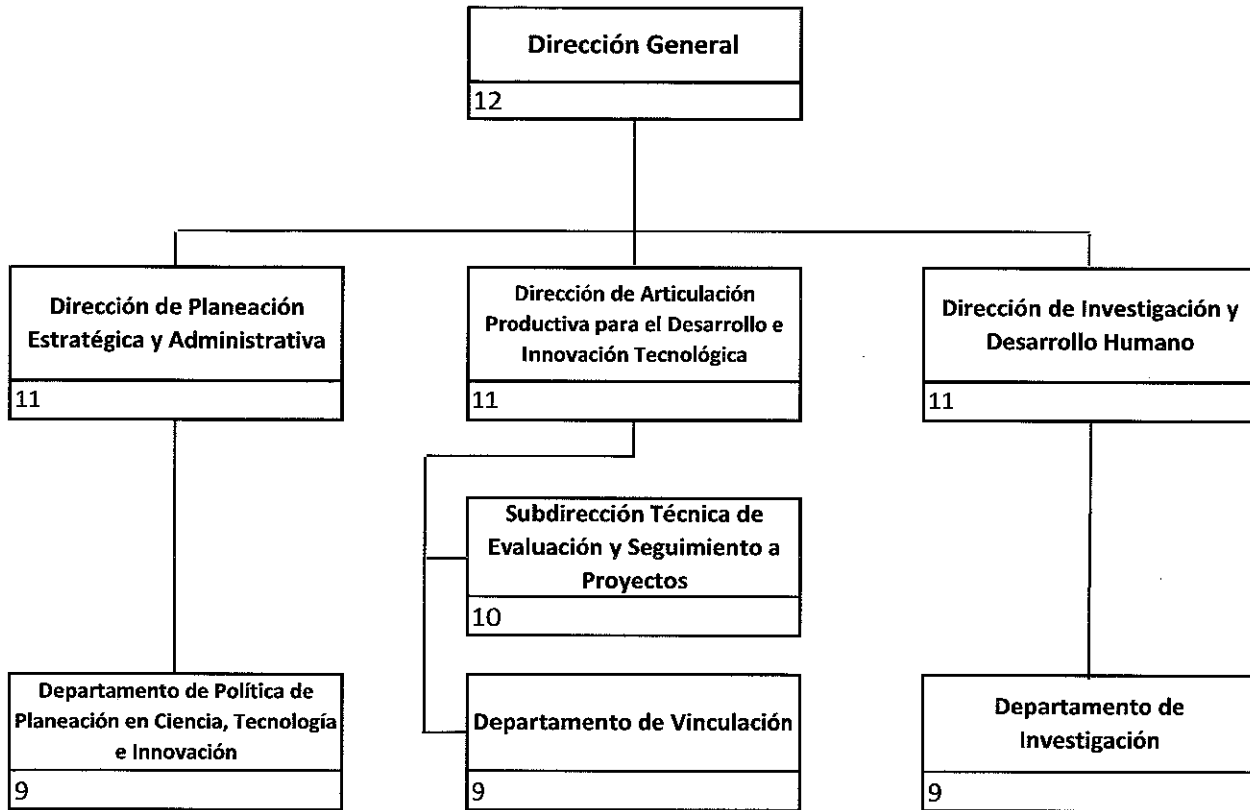 Dirección General
12
Dirección de Planeación
Estratégica y Administrativa
11
Dirección de Articulación
Productiva para el Desarrollo e
Innovación Tecnológica
11
Dirección de Investigación y
Desarrollo Humano
11
Subdirección Técnica de
Evaluación y Seguimiento a
Proyectos
10
Departamento de Política de
Planeación en Ciencia, Tecnología
e Innovación
9
Departamento de Vinculación
9
Departamento de
Investigación
9